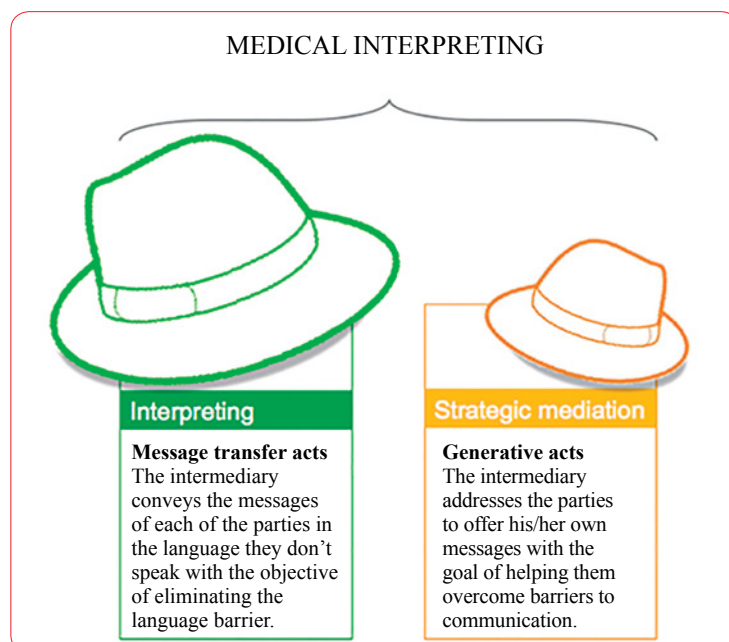 MEDICAL INTERPRETING
Interpreting
Message transfer acts
The intermediary
conveys the messages
of each of the parties in
the language they don’t
speak with the objective
of eliminating the
language barrier.
Strategic mediation
Generative acts
The intermediary
addresses the parties
to offer his/her own
messages with the
goal of helping them
overcome barriers to
communication.